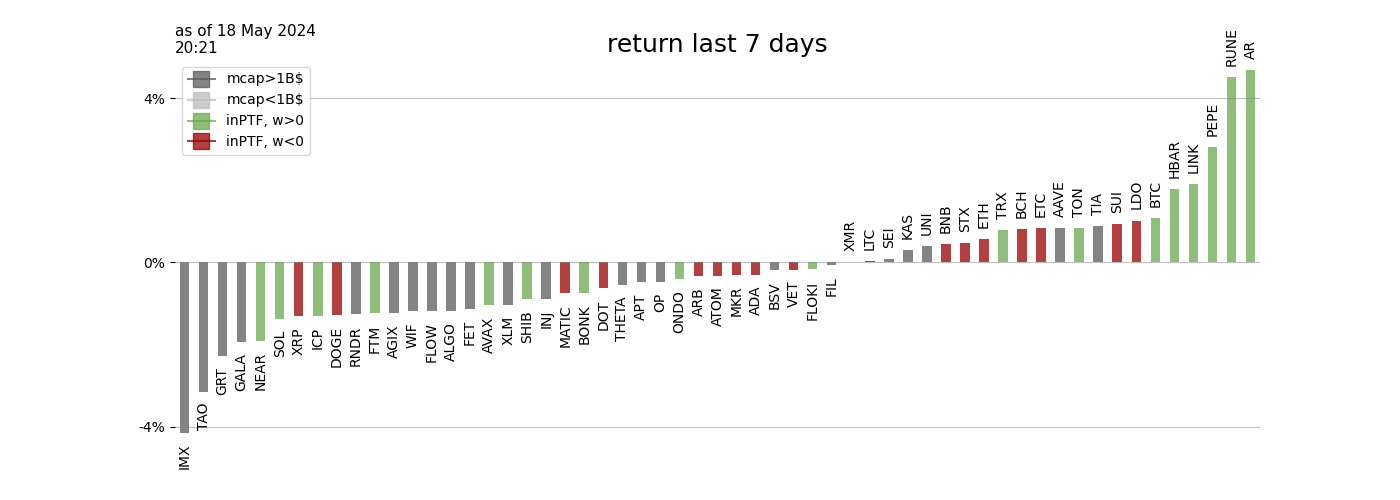 as of 18 May 2024
20:21
return last 7 days
mcap>1B$
mcap<1B$
inPTF, w>0
inPTF, w<0
4%
0%
-4%
IMX
TAO
GRT
GALA
NEAR
SOL
XRP
ICP
DOGE
RNDR
FTM
AGIX
WIF
FLOW
ALGO
FET
AVAX
XLM
SHIB
INJ
MATIC
BONK
DOT
THETA
APT
OP
ONDO
ARB
ATOM
MKR
ADA
BSV
VET
FLOKI
FIL
XMR
LTC
SEI
KAS
UNI
BNB
STX
ETH
TRX
BCH
ETC
AAVE
TON
TIA
SUI
LDO
BTC
HBAR
LINK
PEPE
RUNE
AR